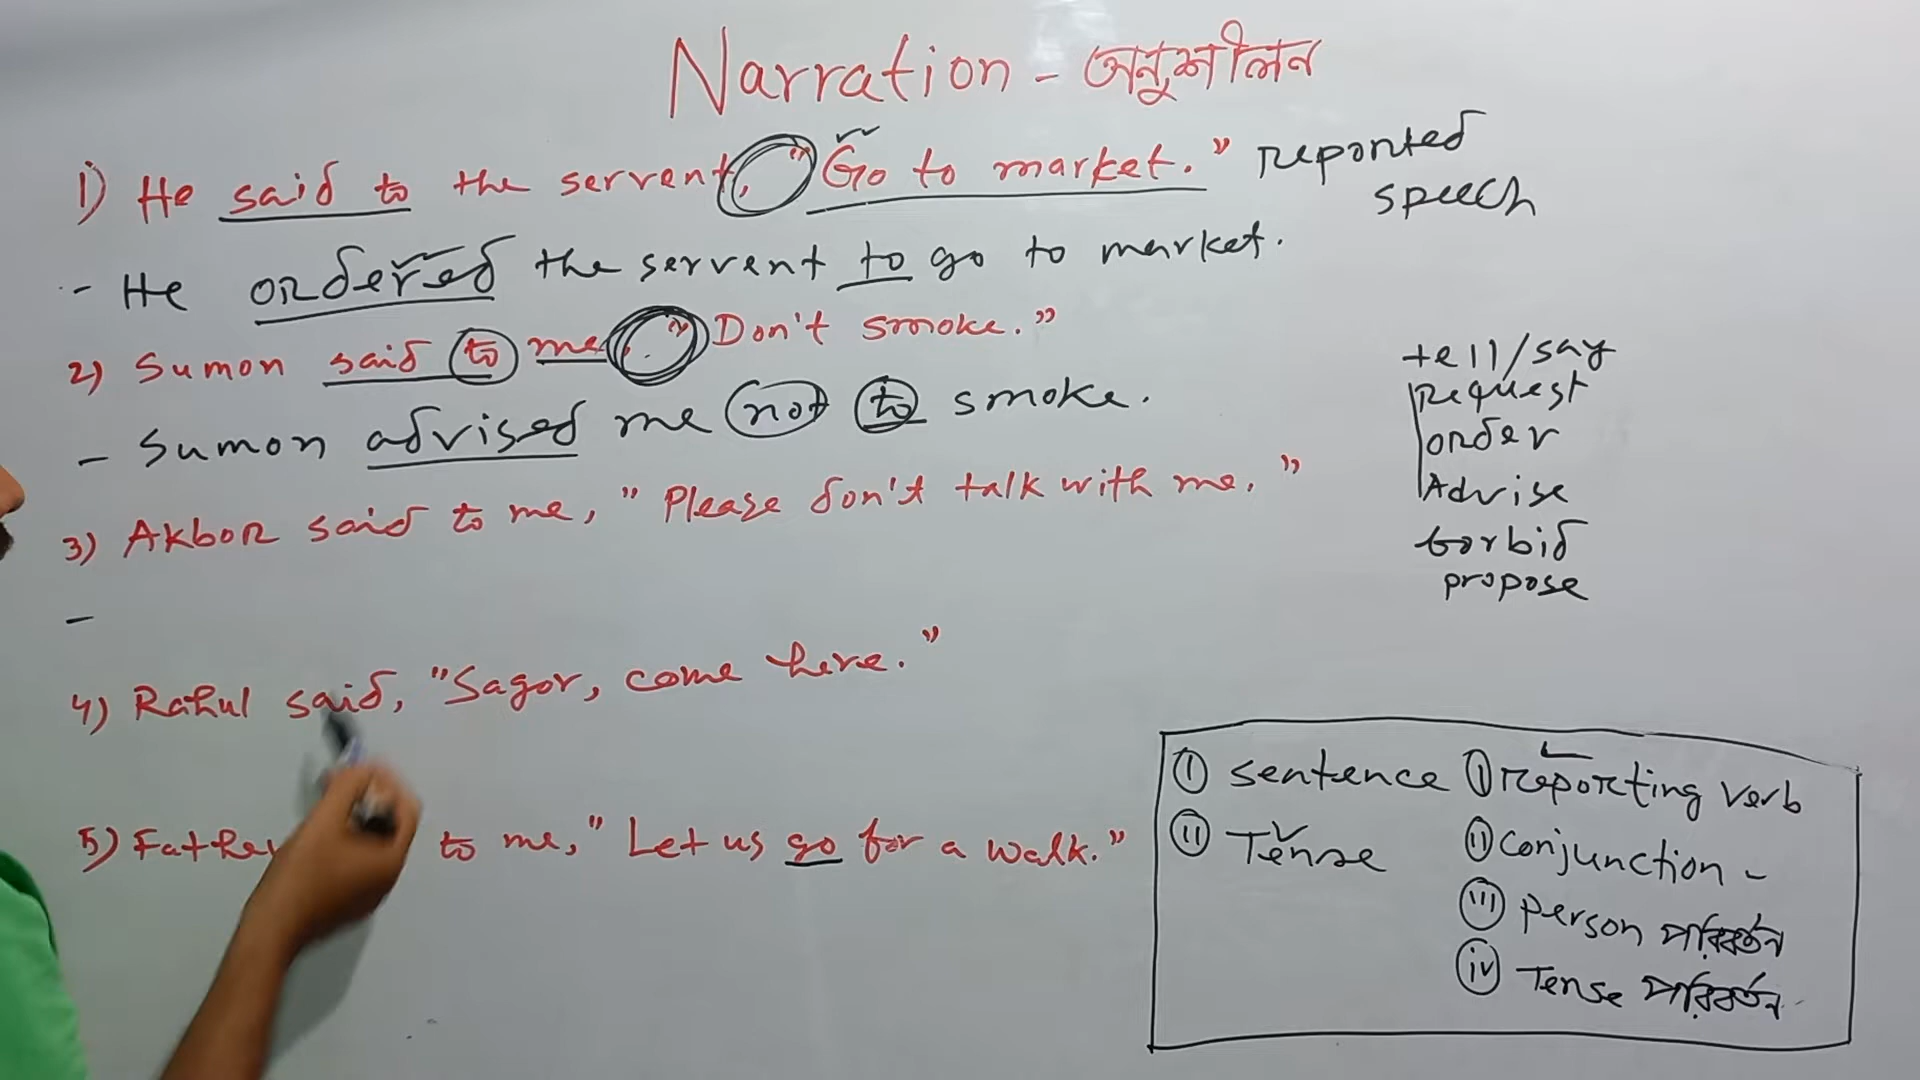 Narration - অনুশীলন
1) He said to the servent, "Go to market." reported speech
- He ordered the servent to go to market.
2) Sumon said to me, "Don't smoke."
- Sumon advised me not to smoke.
3) Akbor said to me, "Please don't talk with me."
-
4) Rahul said, "Sagor, come here."
5) Father to me, "Let us go for a walk."
tell/say
request
order
Advise
forbid
propose
(i) sentence
(ii) Tense
(i) reporting verb
(ii) conjunction -
(iii) person পরিবর্তন
(iv) Tense পরিবর্তন